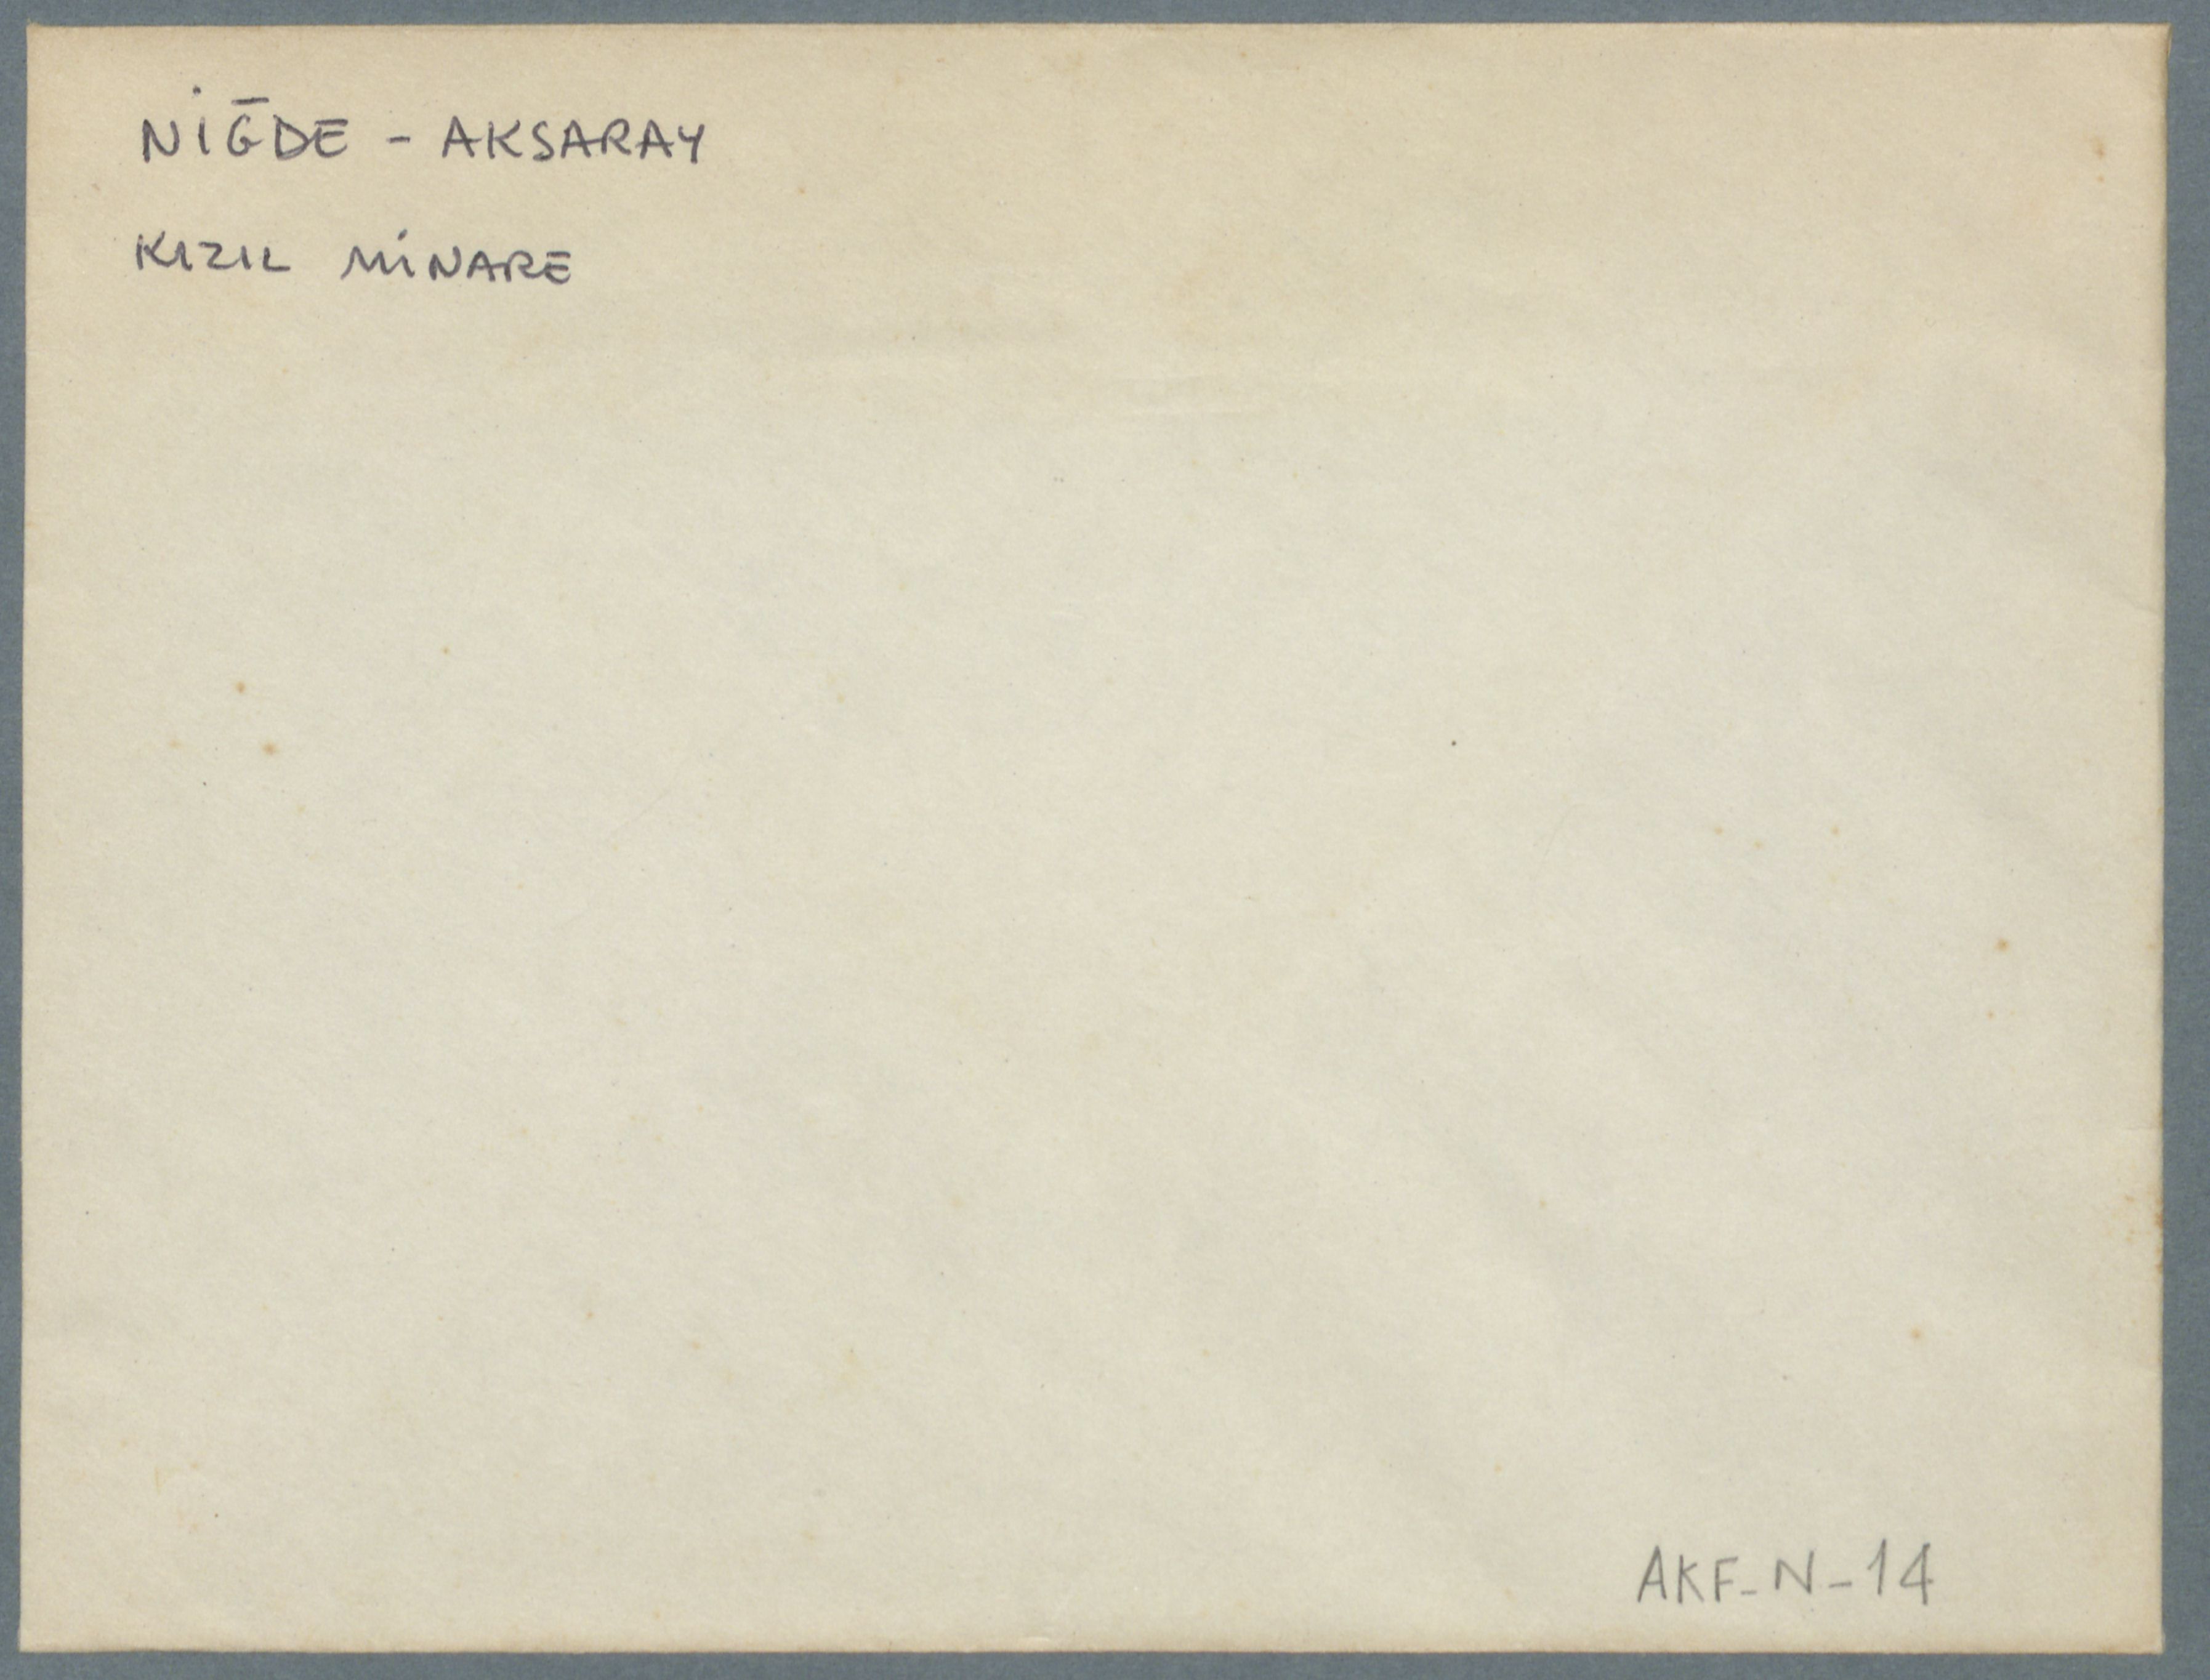 NİĞDE - AKSARAY
KIZIL MİNARE
AKF-N-14